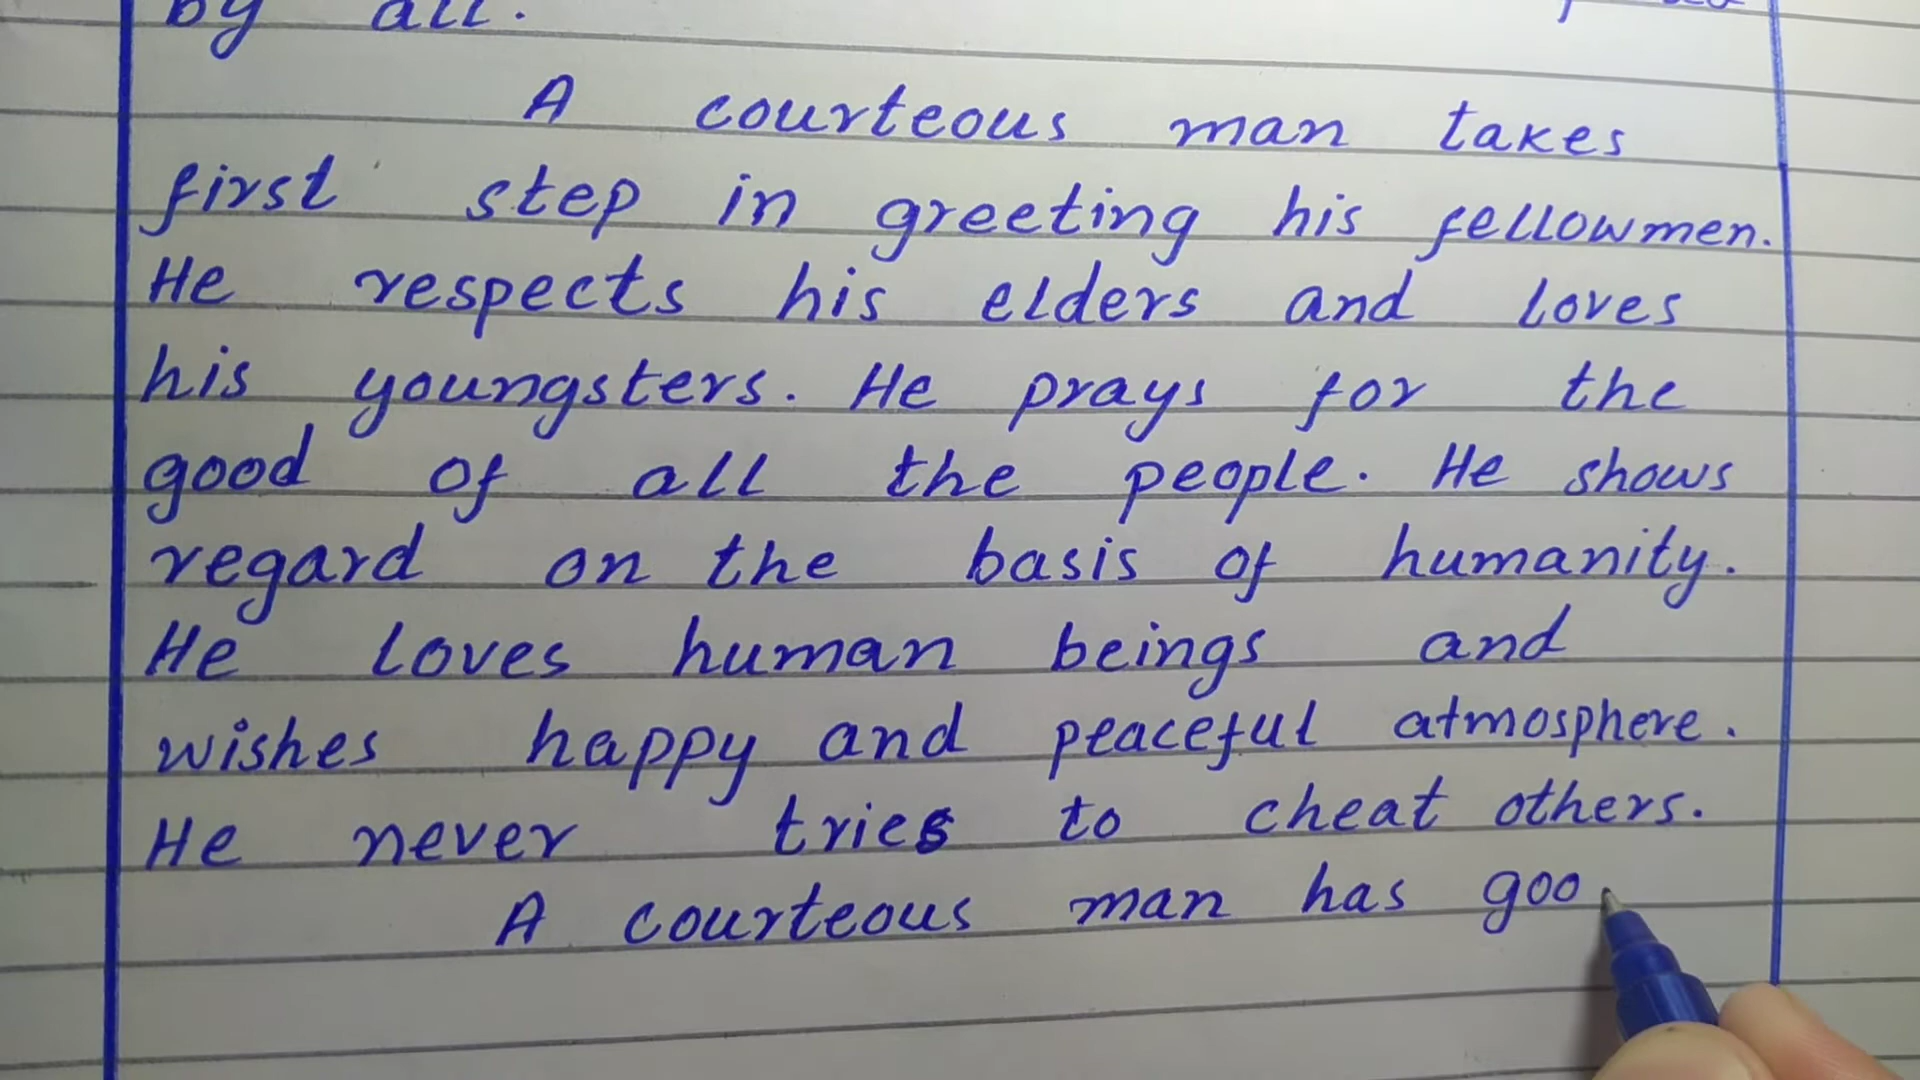 by all.
A courteous man takes
first step in greeting his fellowmen.
He respects his elders and loves
his youngsters. He prays for the
good of all the people. He shows
regard on the basis of humanity.
He loves human beings and
wishes happy and peaceful atmosphere.
He never tries to cheat others.
A courteous man has goo